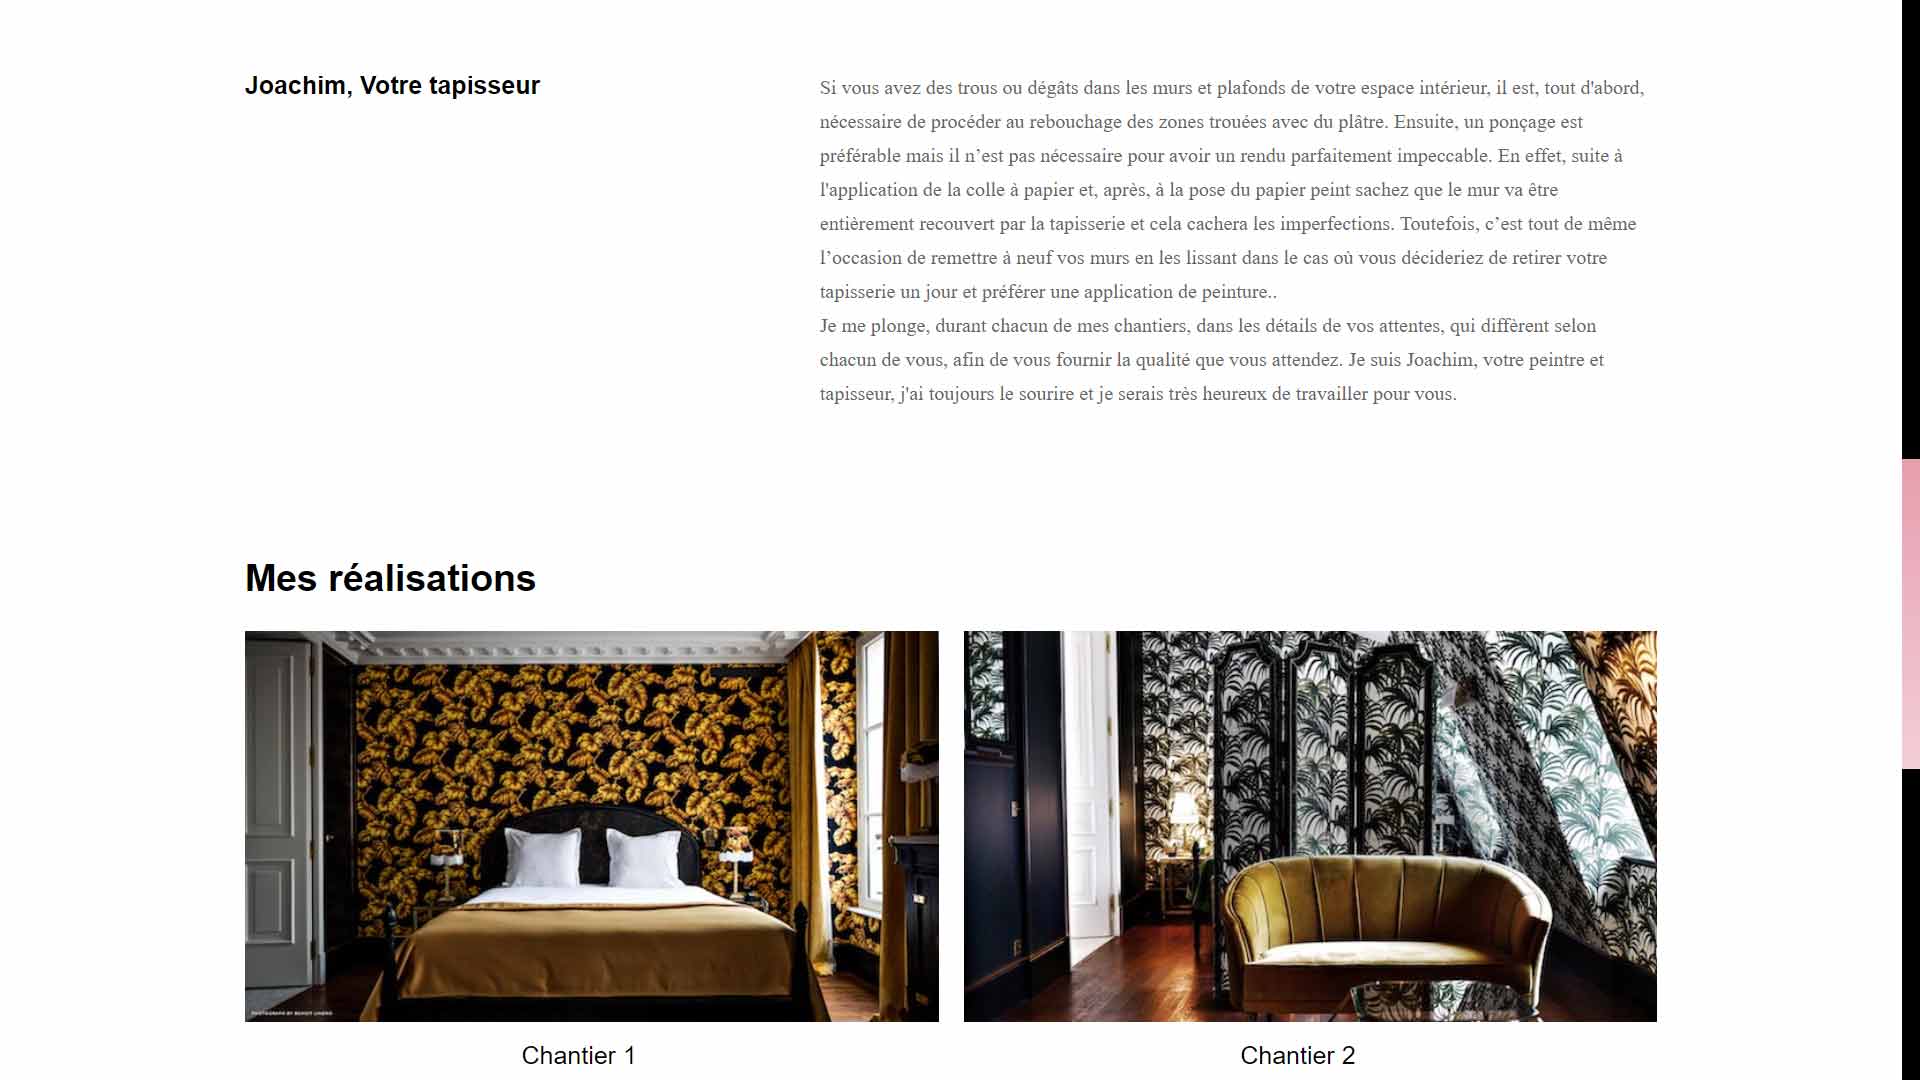 Joachim, Votre tapisseur
Si vous avez des trous ou dégâts dans les murs et plafonds de votre espace intérieur, il est, tout d'abord,
nécessaire de procéder au rebouchage des zones trouées avec du plâtre. Ensuite, un ponçage est
préférable mais il n’est pas nécessaire pour avoir un rendu parfaitement impeccable. En effet, suite à
l'application de la colle à papier et, après, à la pose du papier peint sachez que le mur va être
entièrement recouvert par la tapisserie et cela cachera les imperfections. Toutefois, c’est tout de même
l’occasion de remettre à neuf vos murs en les lissant dans le cas où vous décideriez de retirer votre
tapisserie un jour et préférer une application de peinture..
Je me plonge, durant chacun de mes chantiers, dans les détails de vos attentes, qui diffèrent selon
chacun de vous, afin de vous fournir la qualité que vous attendez. Je suis Joachim, votre peintre et
tapisseur, j'ai toujours le sourire et je serais très heureux de travailler pour vous.
Mes réalisations
PHOTOGRAPH BY BENOIT LINERO
Chantier 1
Chantier 2